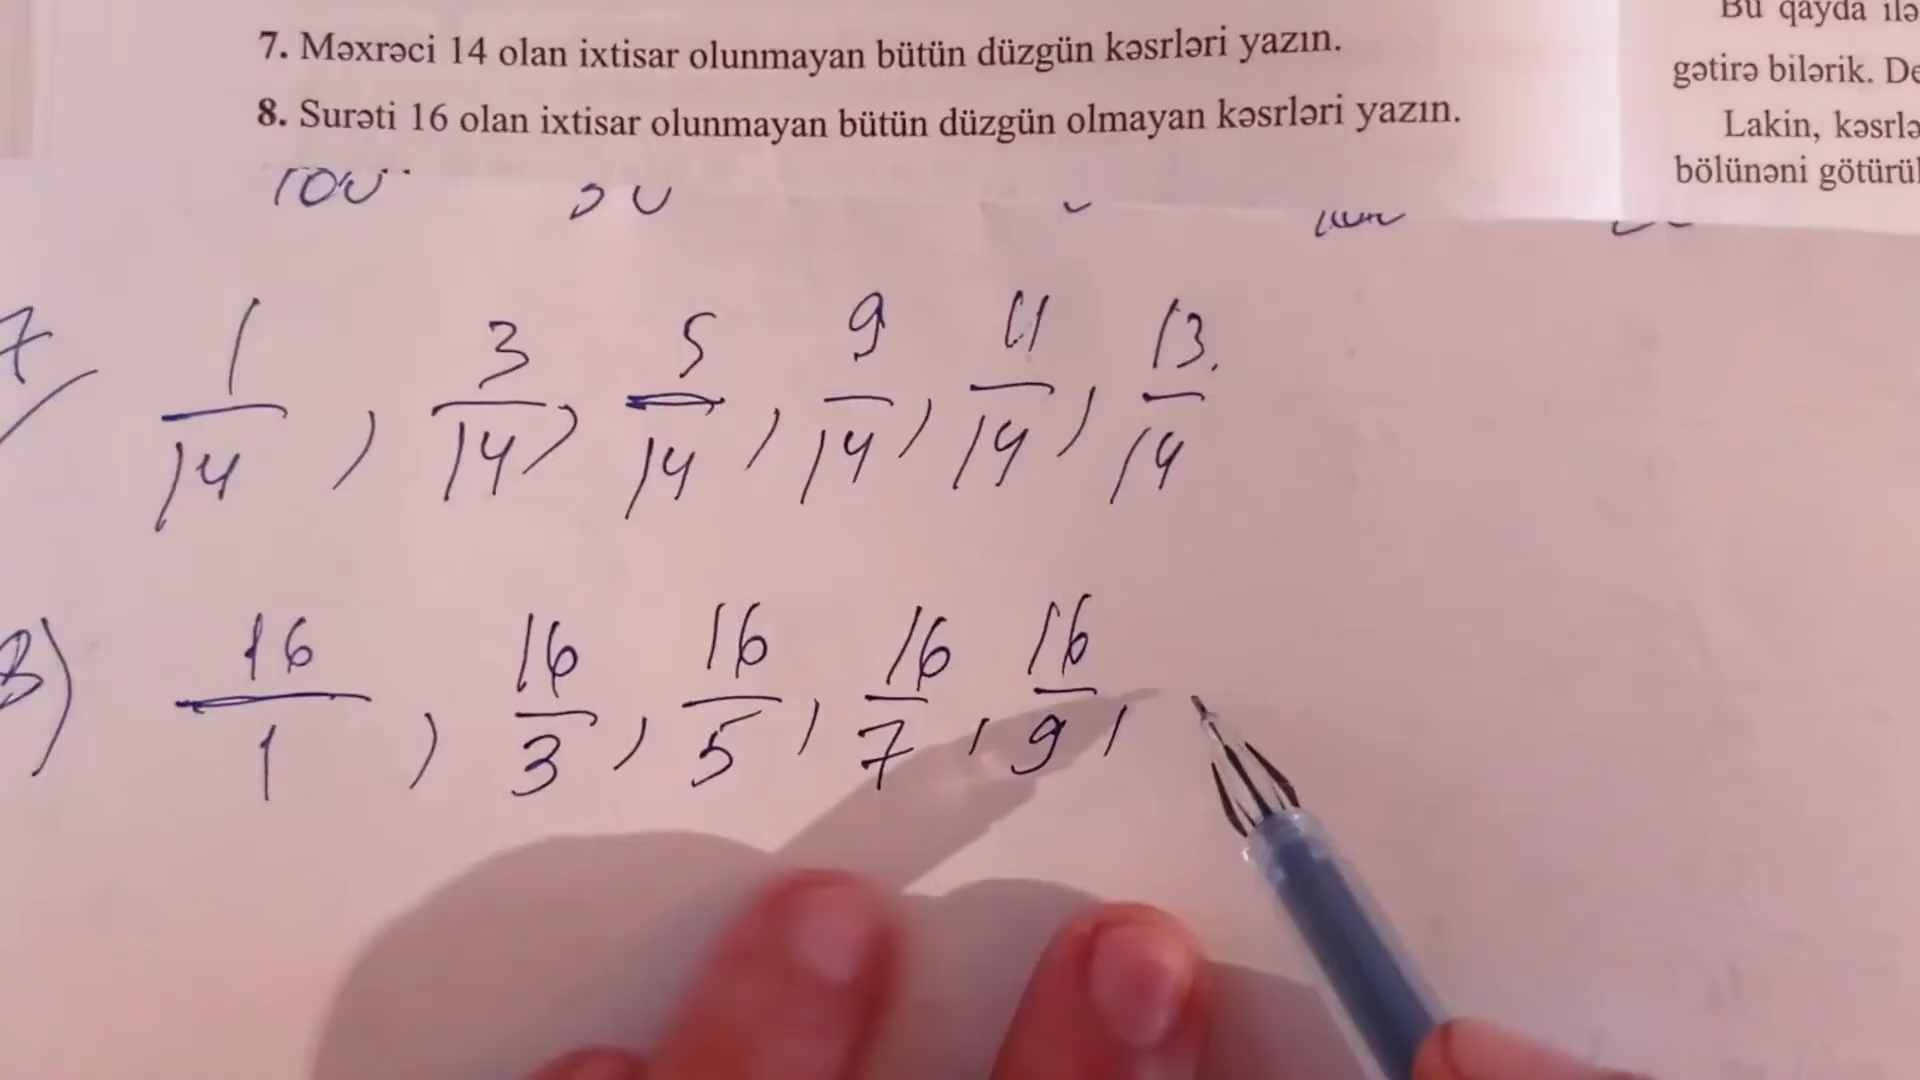 7. Məxrəci 14 olan ixtisar olunmayan bütün düzgün kəsrləri yazın.
8. Surəti 16 olan ixtisar olunmayan bütün düzgün olmayan kəsrləri yazın.
Bu qayda ilə
gətirə bilərik. De
Lakin, kəsrlə
bölünəni götürül
7 1/14, 3/14, 5/14, 9/14, 11/14, 13/14
8) 16/1, 16/3, 16/5, 16/7, 16/9,